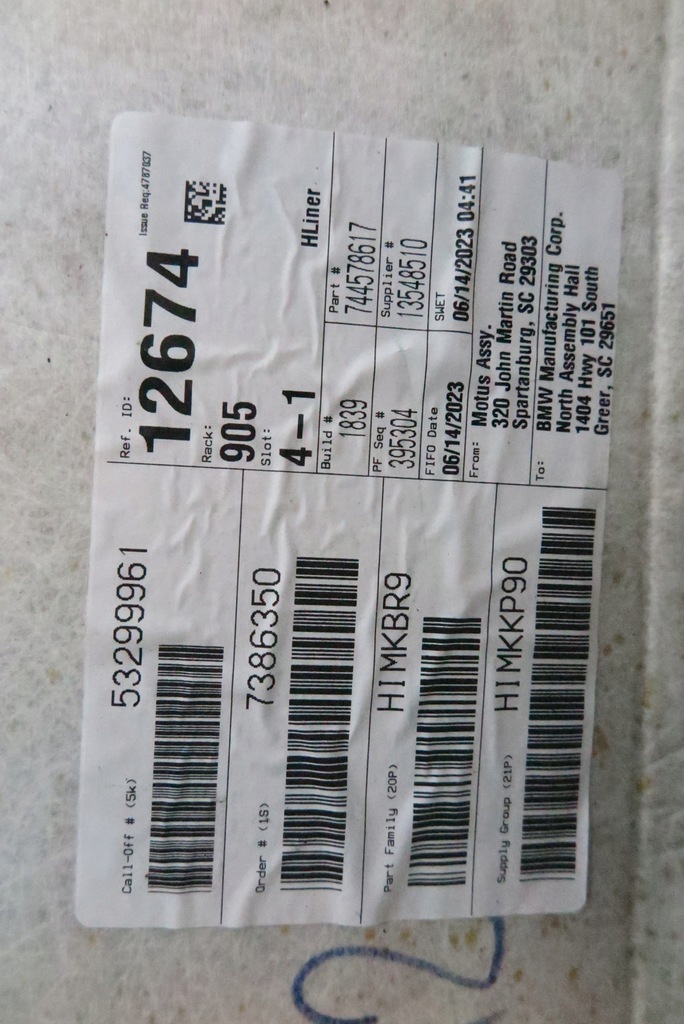 Call-Off # (5k)
53299961
Order # (1S)
7386350
Part Family (20P)
HIMKBR9
Supply Group (21P)
HIMKKP90
Ref. ID:
Issue Req:4787837
12674
Rack:
905
Slot:
4-1
HLiner
Build #
1839
Part #
744578617
PF Seq #
395304
Supplier #
13548510
FIFO Date
06/14/2023
SWET
06/14/2023 04:41
From: Motus Assy.
320 John Martin Road
Spartanburg, SC 29303
To: BMW Manufacturing Corp.
North Assembly Hall
1404 Hwy 101 South
Greer, SC 29651
2